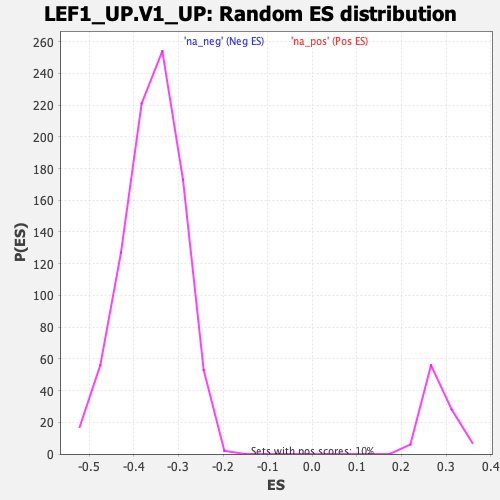 LEF1_UP.V1_UP: Random ES distribution
'na_neg' (Neg ES) 'na_pos' (Pos ES)
260
240
220
200
180
160
140
120
100
80
60
40
20
0
P(ES)
Sets with pos scores: 10%
-0.5 -0.4 -0.3 -0.2 -0.1 0.0 0.1 0.2 0.3 0.4
ES